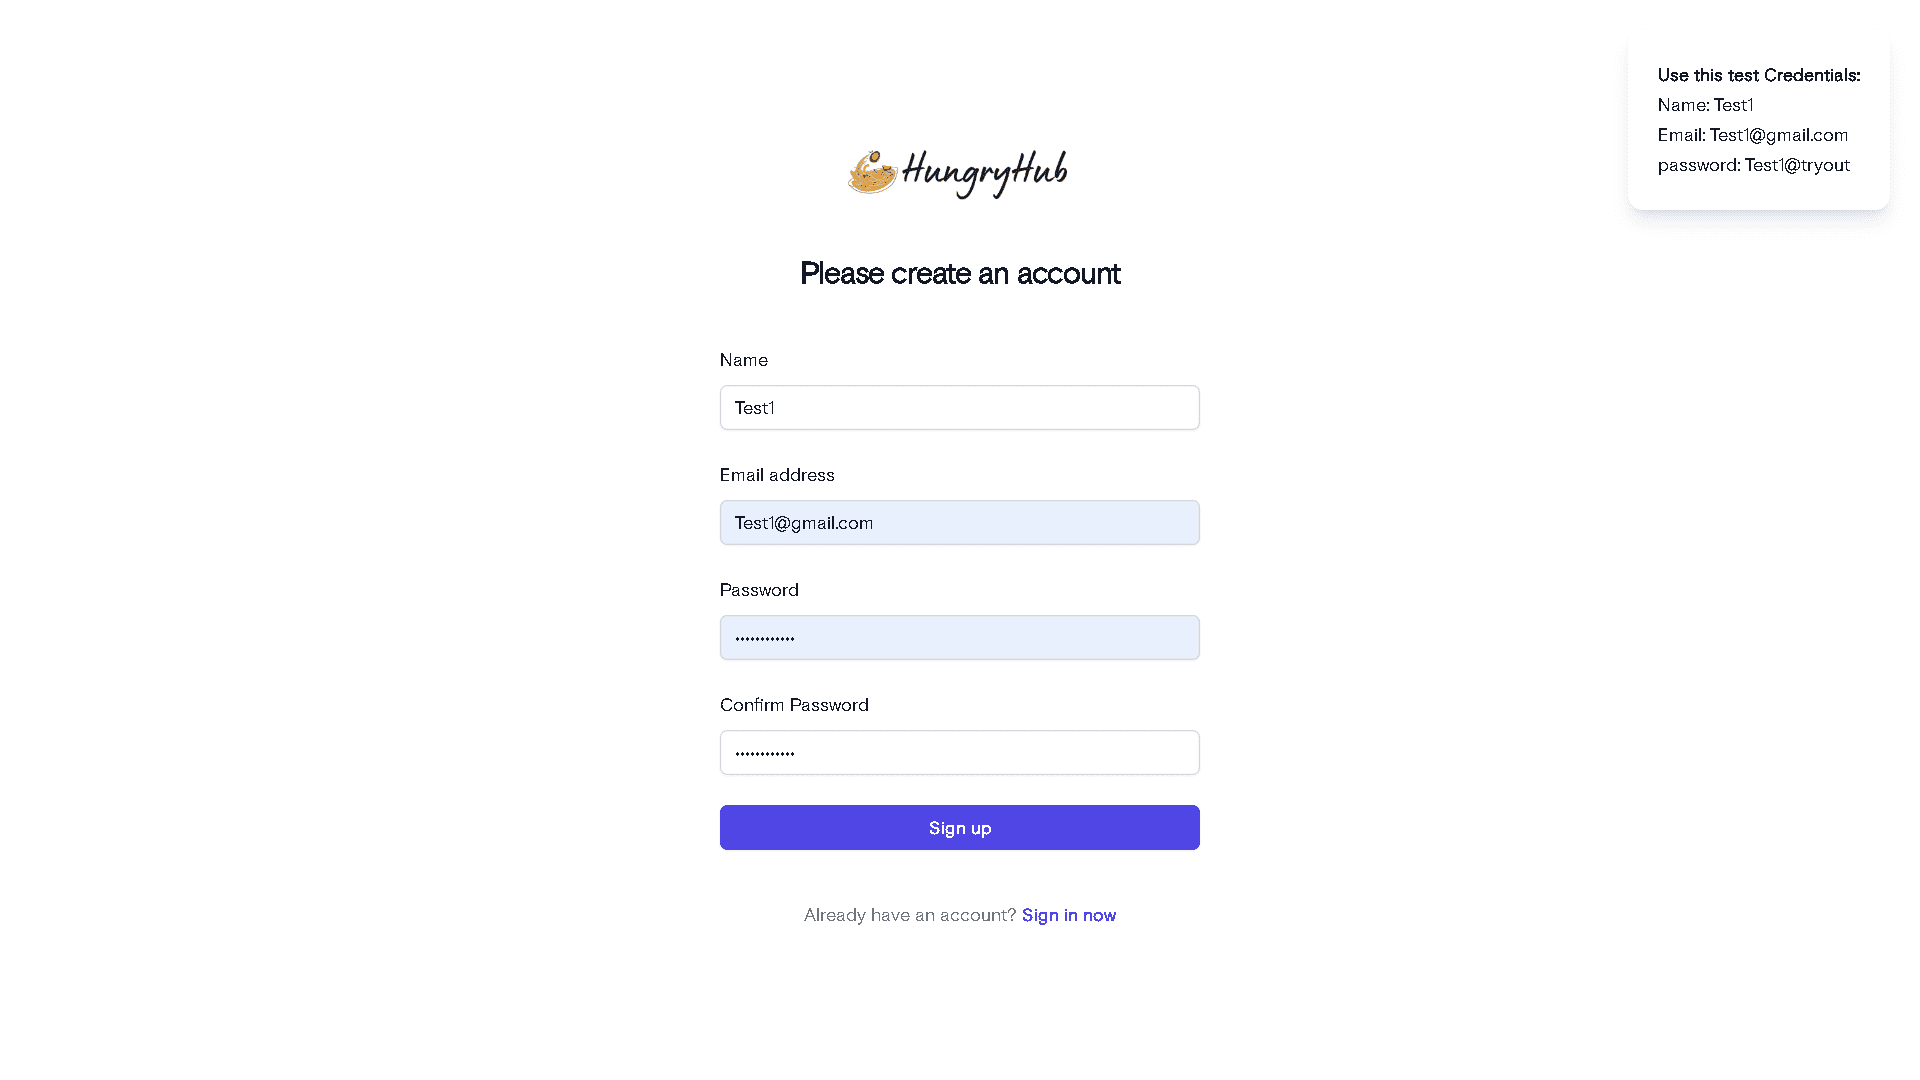 Use this test Credentials:
Name: Test1
Email: Test1@gmail.com
password: Test1@tryout
HungryHub
Please create an account
Name
Test1
Email address
Test1@gmail.com
Password
••••••••••••
Confirm Password
••••••••••••
Sign up
Already have an account? Sign in now